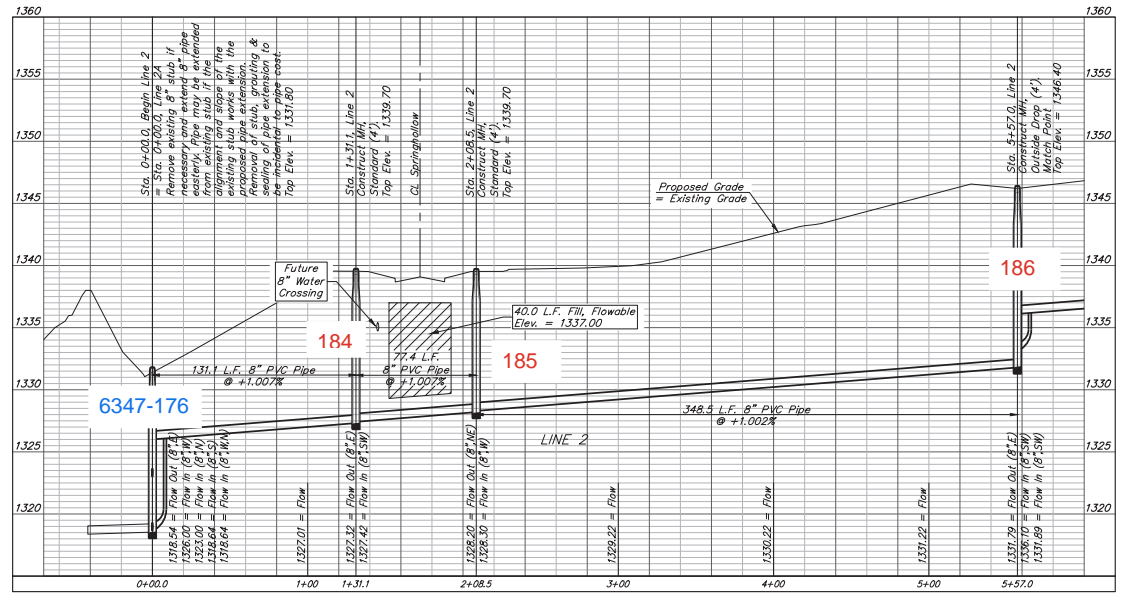 1360
1360
1355
1355
1350
1350
1345
1345
1340
1340
1335
1335
1330
1330
1325
1325
1320
1320
Sta. 0+00.0, Begin Line 2
= Sta. 0+00.0, Line 2A
Remove existing 8" stub if
necessary and extend 8" pipe
easterly. Pipe may be extended
from existing stub if the
alignment and slope of the
existing stub works with the
proposed pipe extension.
Removal of stub, grouting &
sealing of pipe extension to
be incidental to pipe cost.
Top Elev. = 1331.80
Sta. 1+31.1, Line 2
Construct MH,
Standard (4').
Top Elev. = 1339.70
CL Springhollow
Sta. 2+08.5, Line 2
Construct MH,
Standard (4').
Top Elev. = 1339.70
Sta. 5+57.0, Line 2
Construct MH,
Outside Drop (4').
Match Point
Top Elev. = 1346.40
Proposed Grade
= Existing Grade
Future
8" Water
Crossing
40.0 L.F. Fill, Flowable
Elev. = 1337.00
184
185
186
6347-176
131.1 L.F. 8" PVC Pipe
@ +1.007%
77.4 L.F.
8" PVC Pipe
@ +1.007%
348.5 L.F. 8" PVC Pipe
@ +1.002%
LINE 2
1318.54 = Flow Out (8",E)
1326.00 = Flow In (8",W)
1323.00 = Flow In (8",N)
1318.64 = Flow In (8",S)
1318.64 = Flow In (8",W,N)
1327.01 = Flow
1327.32 = Flow Out (8",E)
1327.42 = Flow In (8",SW)
1328.20 = Flow Out (8",NE)
1328.30 = Flow In (8",W)
1329.22 = Flow
1330.22 = Flow
1331.22 = Flow
1331.79 = Flow Out (8",E)
1336.10 = Flow In (8",SW)
1331.89 = Flow In (8",SW)
0+00.0
1+00
1+31.1
2+08.5
3+00
4+00
5+00
5+57.0